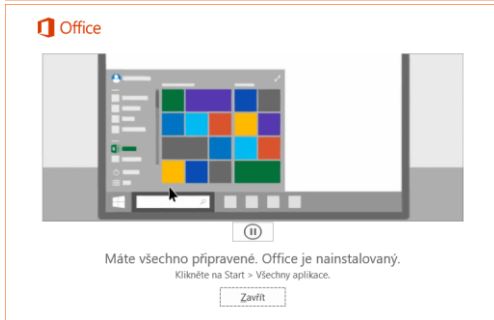 Office
Máte všechno připravené. Office je nainstalovaný.
Klikněte na Start > Všechny aplikace.
Zavřít